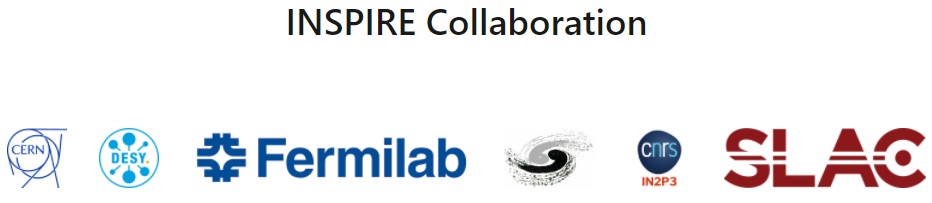 INSPIRE Collaboration
CERN
DESY.
Fermilab
cnrs
IN2P3
SLAC